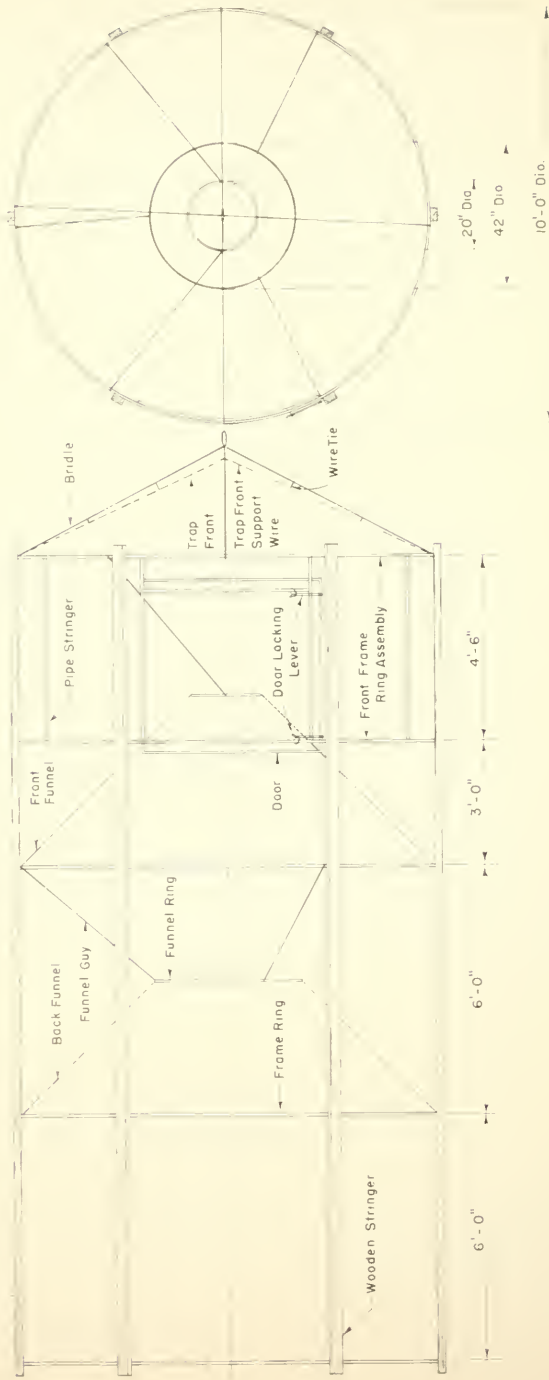 Bridle
Trap
Front
Trap Front
Support
Wire
Wire Tie
Pipe Stringer
Door Locking
Lever
Front Frame
Ring Assembly
Front
Funnel
Door
Back Funnel
Funnel Guy
Funnel Ring
Frame Ring
Wooden Stringer
6'-0"
6'-0"
3'-0"
4'-6"
20" Dia
42" Dia
10'-0" Dia.